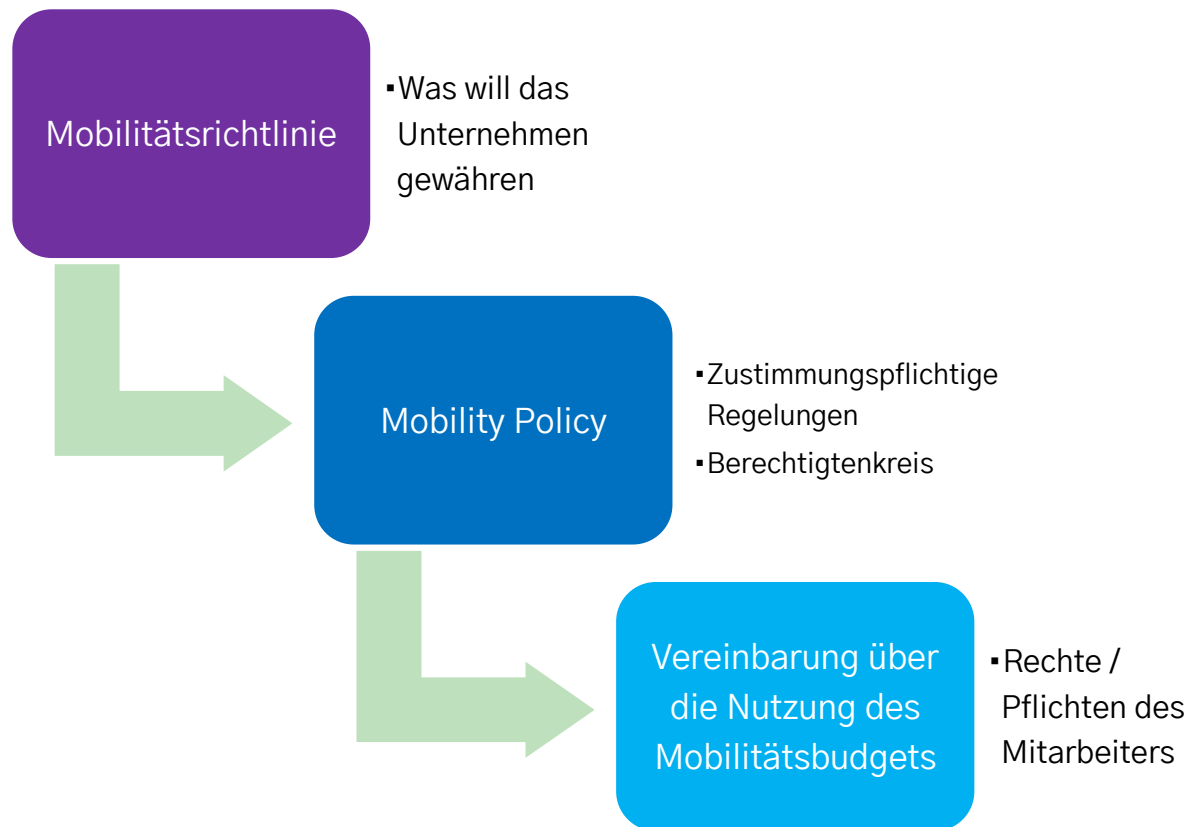 Mobilitätsrichtlinie
▪Was will das
Unternehmen
gewähren
Mobility Policy
▪Zustimmungspflichtige
Regelungen
▪Berechtigtenkreis
Vereinbarung über
die Nutzung des
Mobilitätsbudgets
▪Rechte /
Pflichten des
Mitarbeiters